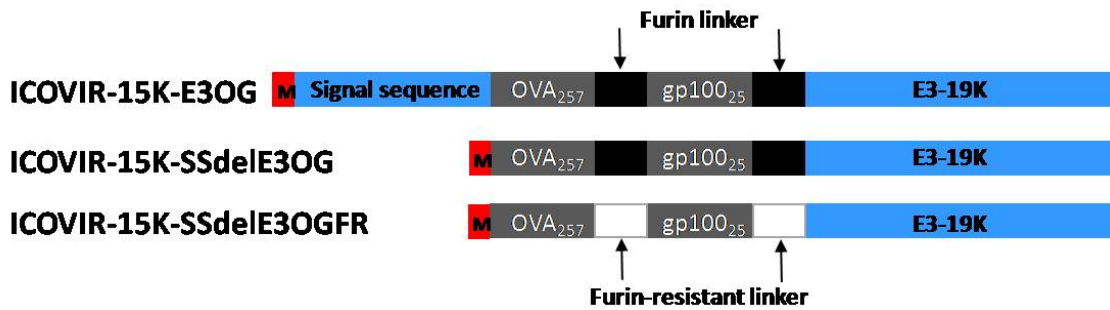 Furin linker
ICOVIR-15K-E3OG M Signal sequence OVA257 gp10025 E3-19K
ICOVIR-15K-SSdelE3OG M OVA257 gp10025 E3-19K
ICOVIR-15K-SSdelE3OGFR M OVA257 gp10025 E3-19K
Furin-resistant linker